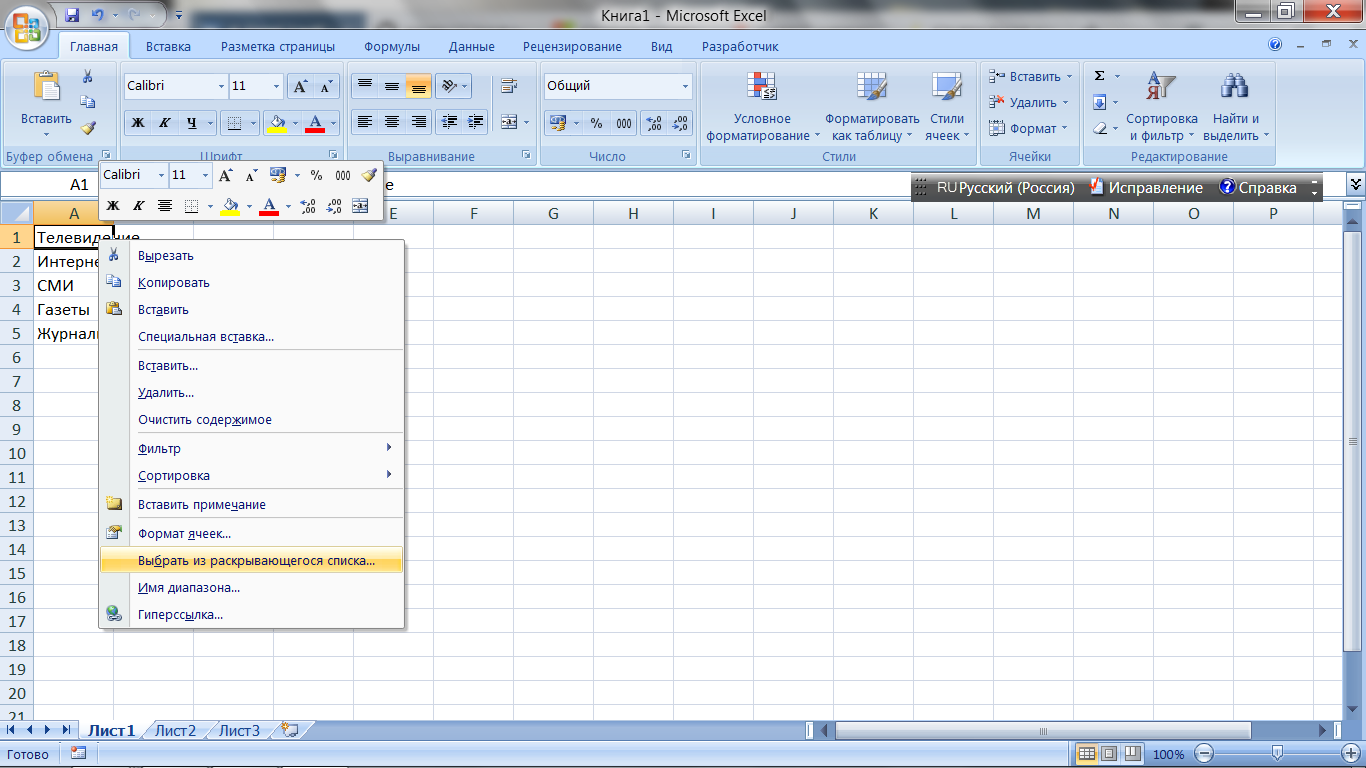 Книга1 - Microsoft Excel
Главная Вставка Разметка страницы Формулы Данные Рецензирование Вид Разработчик
Вставить
Буфер обмена
Calibri 11
Ж К Ч
Шрифт
Выравнивание
Общий
% 000 ,00 ,00
Число
Условное форматирование
Форматировать как таблицу
Стили ячеек
Стили
Вставить
Удалить
Формат
Ячейки
Σ
Сортировка и фильтр
Найти и выделить
Редактирование
A1
Calibri 11 A A % 000
Ж К A ,00 ,00
RU Русский (Россия) Исправление Справка
A E F G H I J K L M N O P
1 Телевидение
2 Интерне
3 СМИ
4 Газеты
5 Журнал
6
7
8
9
10
11
12
13
14
15
16
17
18
19
20
21
Вырезать
Копировать
Вставить
Специальная вставка...
Вставить...
Удалить...
Очистить содержимое
Фильтр
Сортировка
Вставить примечание
Формат ячеек...
Выбрать из раскрывающегося списка...
Имя диапазона...
Гиперссылка...
Лист1 Лист2 Лист3
Готово 100%